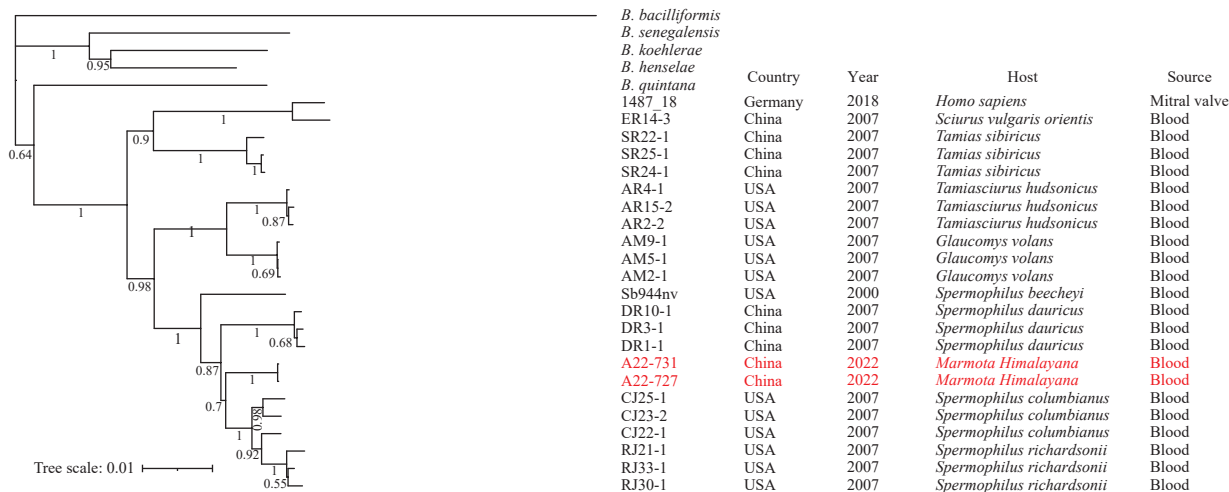 B. bacilliformis
B. senegalensis
B. koehlerae
B. henselae
B. quintana
Country Year Host Source
1487_18 Germany 2018 Homo sapiens Mitral valve
ER14-3 China 2007 Sciurus vulgaris orientis Blood
SR22-1 China 2007 Tamias sibiricus Blood
SR25-1 China 2007 Tamias sibiricus Blood
SR24-1 China 2007 Tamias sibiricus Blood
AR4-1 USA 2007 Tamiasciurus hudsonicus Blood
AR15-2 USA 2007 Tamiasciurus hudsonicus Blood
AR2-2 USA 2007 Tamiasciurus hudsonicus Blood
AM9-1 USA 2007 Glaucomys volans Blood
AM5-1 USA 2007 Glaucomys volans Blood
AM2-1 USA 2007 Glaucomys volans Blood
Sb944nv USA 2000 Spermophilus beecheyi Blood
DR10-1 China 2007 Spermophilus dauricus Blood
DR3-1 China 2007 Spermophilus dauricus Blood
DR1-1 China 2007 Spermophilus dauricus Blood
A22-731 China 2022 Marmota Himalayana Blood
A22-727 China 2022 Marmota Himalayana Blood
CJ25-1 USA 2007 Spermophilus columbianus Blood
CJ23-2 USA 2007 Spermophilus columbianus Blood
CJ22-1 USA 2007 Spermophilus columbianus Blood
RJ21-1 USA 2007 Spermophilus richardsonii Blood
RJ33-1 USA 2007 Spermophilus richardsonii Blood
RJ30-1 USA 2007 Spermophilus richardsonii Blood
1
0.95
1
0.9
0.64
1
1
1
1
0.87
1
1
0.69
0.98
1
1
0.68
0.87
1
0.7
0.98
1
0.92
1
0.55
Tree scale: 0.01